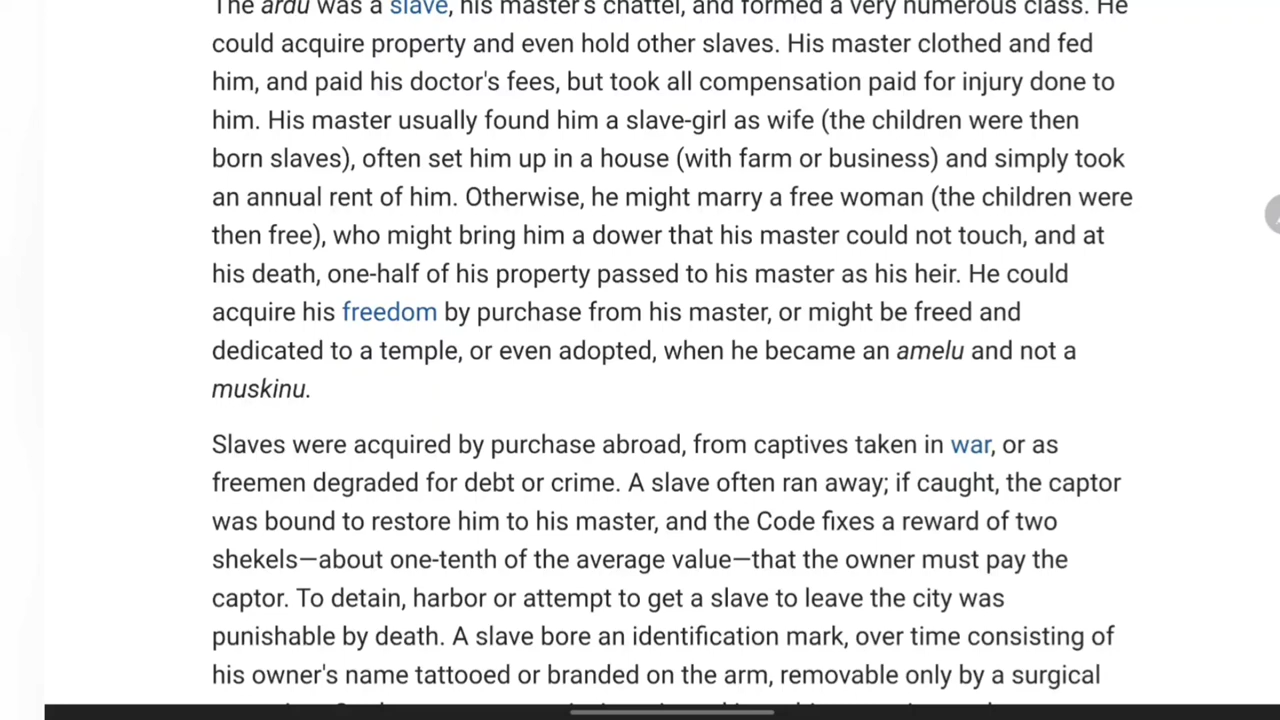 The ardu was a slave, his master's chattel, and formed a very numerous class. He
could acquire property and even hold other slaves. His master clothed and fed
him, and paid his doctor's fees, but took all compensation paid for injury done to
him. His master usually found him a slave-girl as wife (the children were then
born slaves), often set him up in a house (with farm or business) and simply took
an annual rent of him. Otherwise, he might marry a free woman (the children were
then free), who might bring him a dower that his master could not touch, and at
his death, one-half of his property passed to his master as his heir. He could
acquire his freedom by purchase from his master, or might be freed and
dedicated to a temple, or even adopted, when he became an amelu and not a
muskinu.
Slaves were acquired by purchase abroad, from captives taken in war, or as
freemen degraded for debt or crime. A slave often ran away; if caught, the captor
was bound to restore him to his master, and the Code fixes a reward of two
shekels—about one-tenth of the average value—that the owner must pay the
captor. To detain, harbor or attempt to get a slave to leave the city was
punishable by death. A slave bore an identification mark, over time consisting of
his owner's name tattooed or branded on the arm, removable only by a surgical